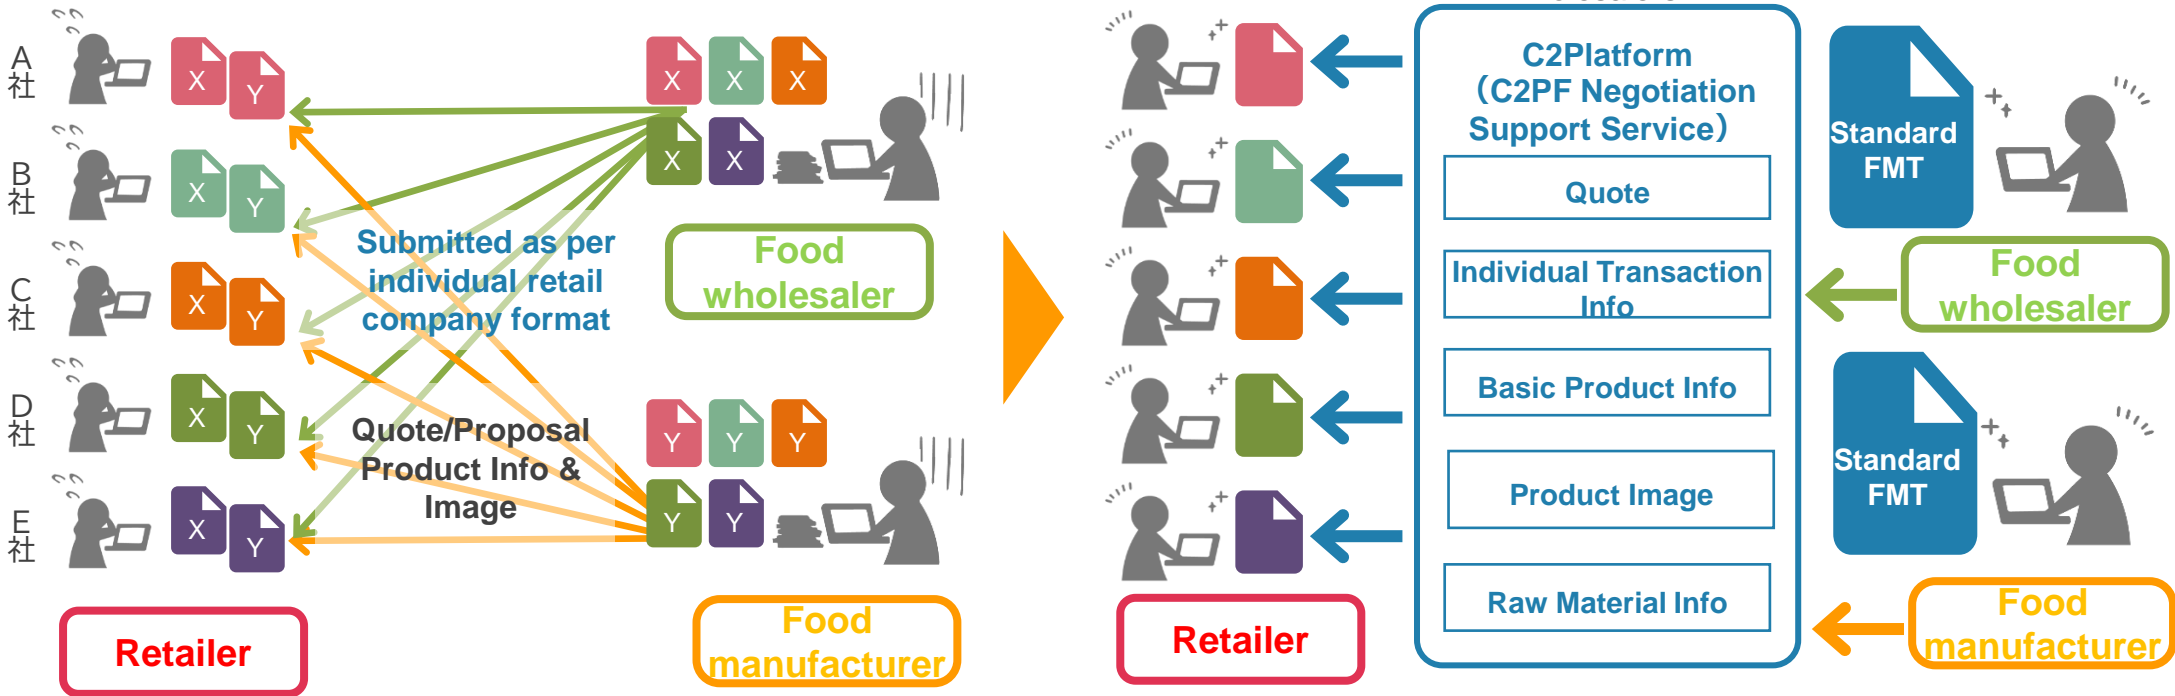 A
社
X
Y
B
社
X
Y
C
社
X
Y
D
社
X
Y
E
社
X
Y
Retailer
X
X
X
X
X
Food
wholesaler
Submitted as per
individual retail
company format
Quote/Proposal
Product Info &
Image
Y
Y
Y
Y
Y
Food
manufacturer
Retailer
C2Platform
（C2PF Negotiation
Support Service）
Quote
Individual Transaction
Info
Basic Product Info
Product Image
Raw Material Info
Standard
FMT
Food
wholesaler
Standard
FMT
Food
manufacturer